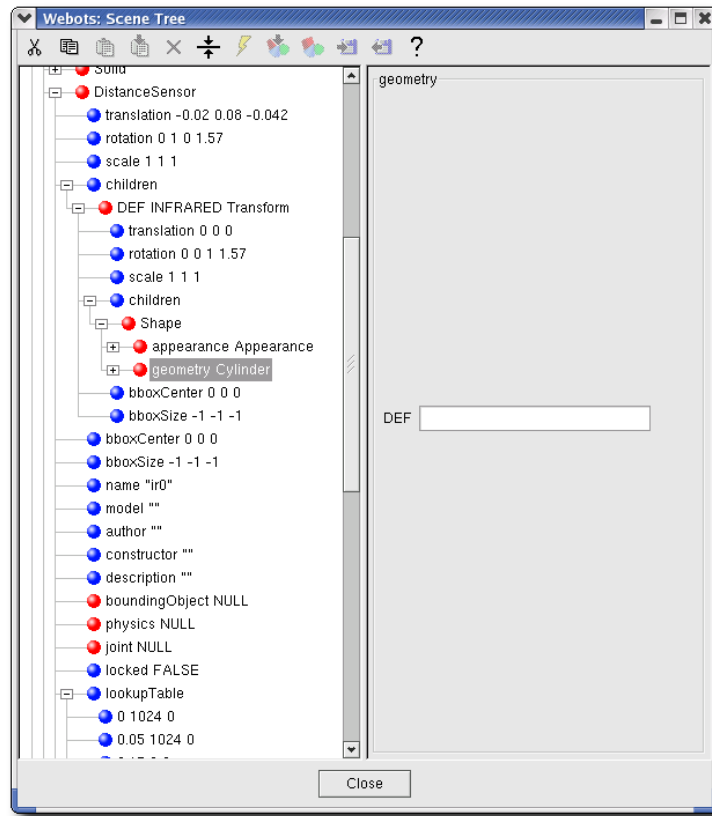 Webots: Scene Tree
?
Solid
DistanceSensor
translation -0.02 0.08 -0.042
rotation 0 1 0 1.57
scale 1 1 1
children
DEF INFRARED Transform
translation 0 0 0
rotation 0 0 1 1.57
scale 1 1 1
children
Shape
appearance Appearance
geometry Cylinder
bboxCenter 0 0 0
bboxSize -1 -1 -1
bboxCenter 0 0 0
bboxSize -1 -1 -1
name "ir0"
model ""
author ""
constructor ""
description ""
boundingObject NULL
physics NULL
joint NULL
locked FALSE
lookupTable
0 1024 0
0.05 1024 0
geometry
DEF
Close